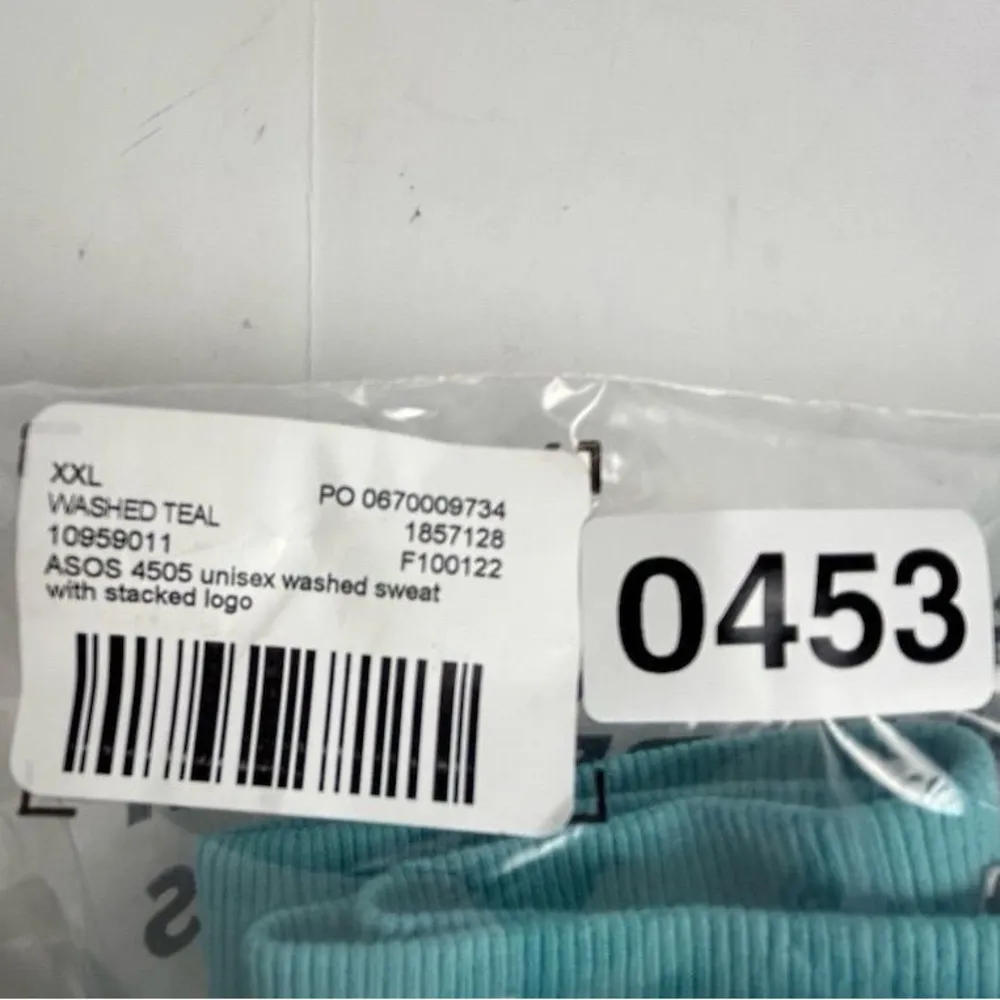 XXL
WASHED TEAL
10959011
ASOS 4505 unisex washed sweat
with stacked logo
PO 0670009734
1857128
F100122
0453